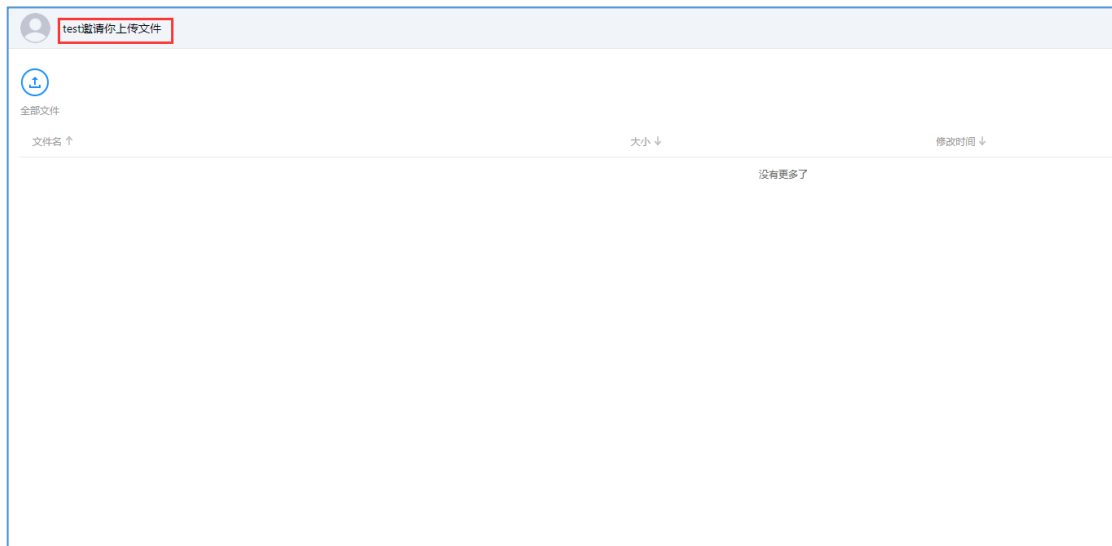 test邀请你上传文件
全部文件
文件名 ↑ 大小 ↓ 修改时间 ↓
没有更多了